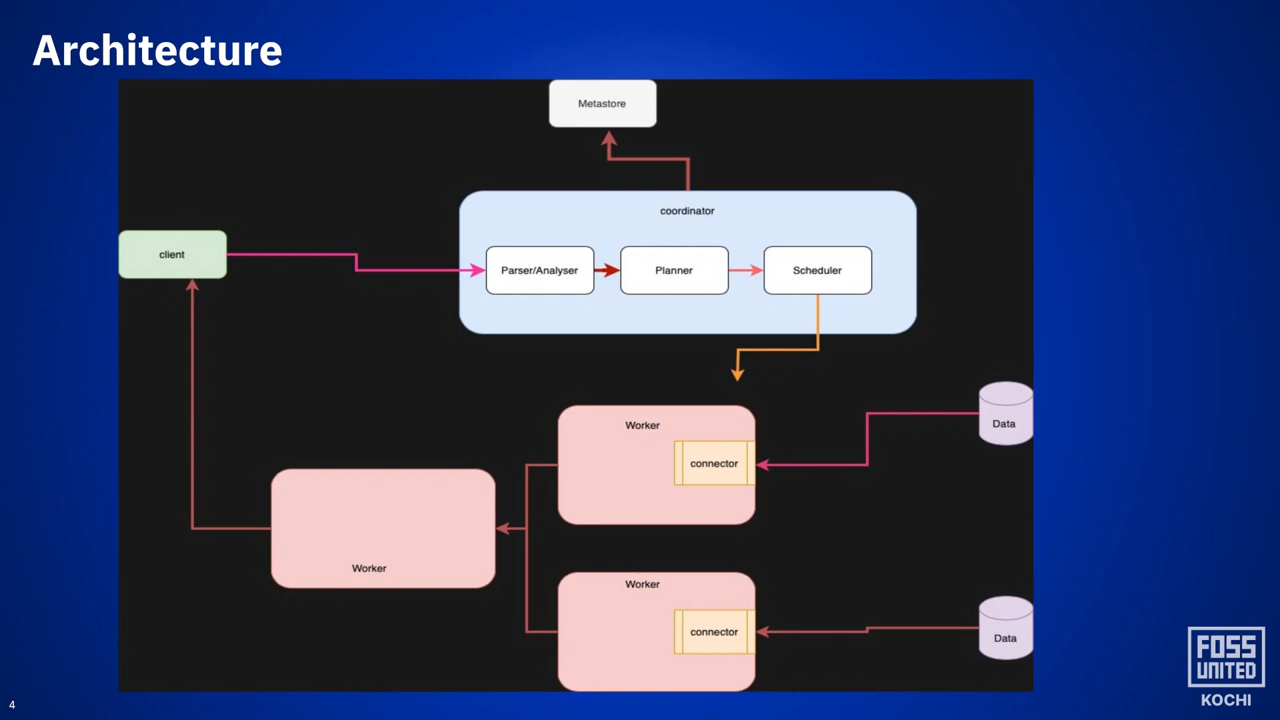 Architecture
Metastore
coordinator
client
Parser/Analyser
Planner
Scheduler
Worker
connector
Data
Worker
Worker
connector
Data
FOSS
UNITED
KOCHI
4